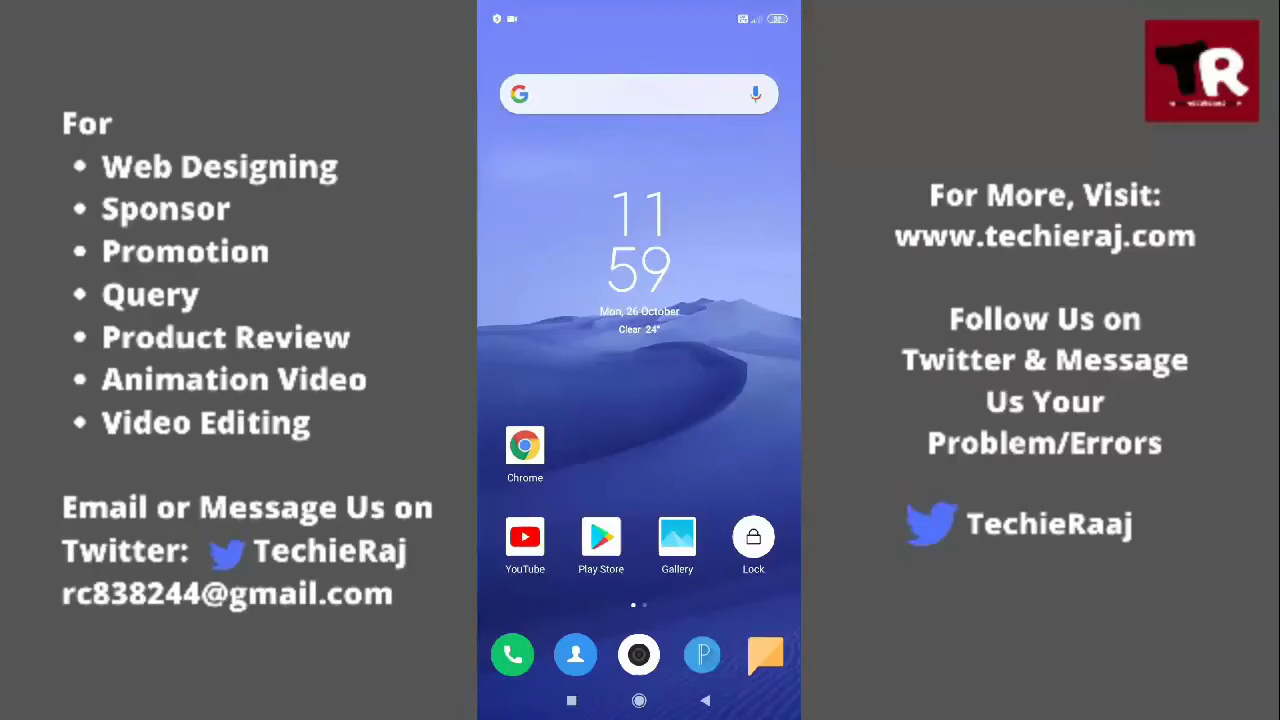 For
• Web Designing
• Sponsor
• Promotion
• Query
• Product Review
• Animation Video
• Video Editing
Email or Message Us on
Twitter: TechieRaj
rc838244@gmail.com
11
59
Mon, 26 October
Clear 24°
Chrome
YouTube
Play Store
Gallery
Lock
TR
For More, Visit:
www.techieraj.com
Follow Us on
Twitter & Message
Us Your
Problem/Errors
TechieRaaj